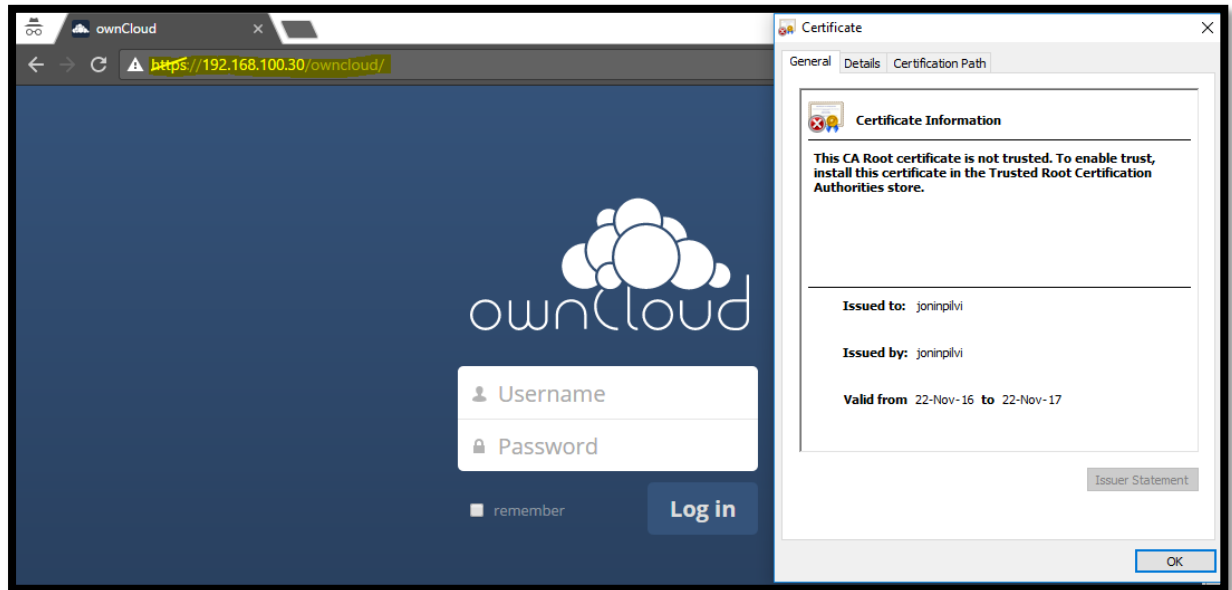 ownCloud
https://192.168.100.30/owncloud/
ownCloud
Username
Password
remember
Log in
Certificate
General Details Certification Path
Certificate Information
This CA Root certificate is not trusted. To enable trust,
install this certificate in the Trusted Root Certification
Authorities store.
Issued to: joninpilvi
Issued by: joninpilvi
Valid from 22-Nov-16 to 22-Nov-17
Issuer Statement
OK